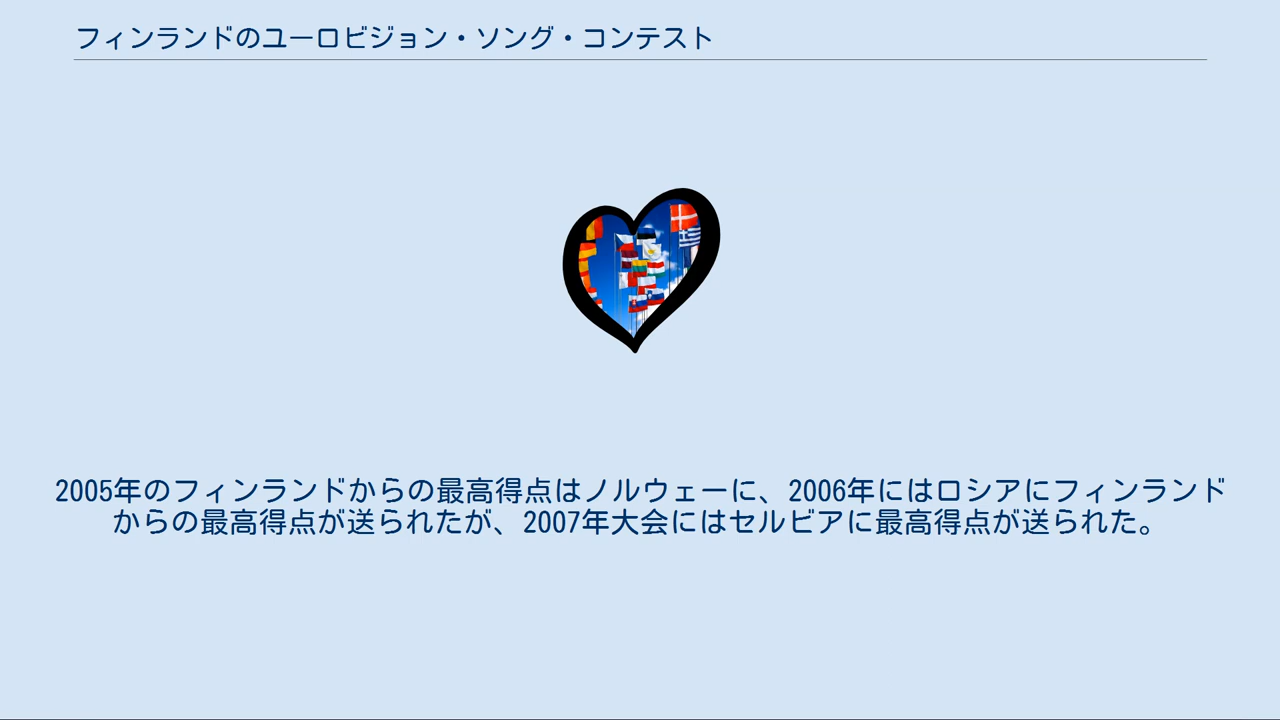 フィンランドのユーロビジョン・ソング・コンテスト
2005年のフィンランドからの最高得点はノルウェーに、2006年にはロシアにフィンランド
からの最高得点が送られたが、2007年大会にはセルビアに最高得点が送られた。